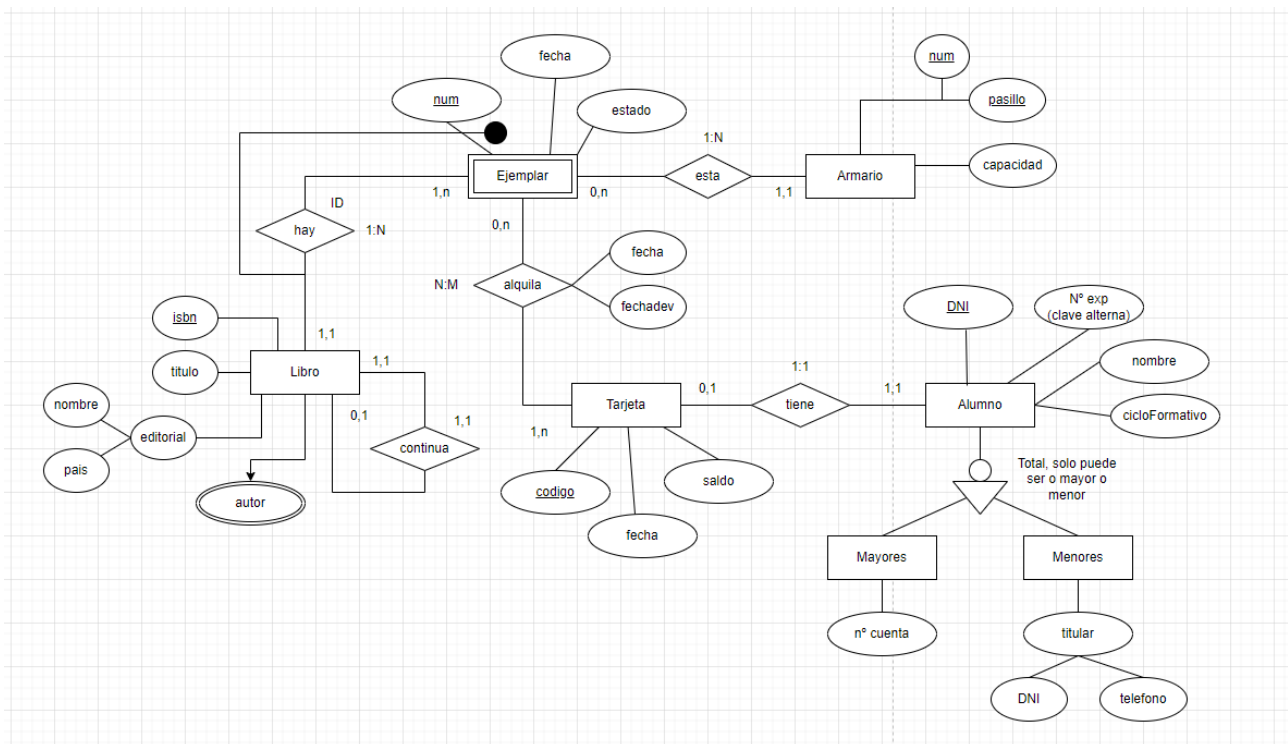 fecha
num
num
estado
pasillo
1:N
capacidad
Ejemplar
esta
Armario
1,n
0,n
1,1
ID
0,n
hay
1:N
fecha
N:M
alquila
fechadev
DNI
Nº exp
(clave alterna)
isbn
1,1
1,1
nombre
titulo
Libro
1:1
nombre
0,1
1,1
0,1
tiene
1,1
Tarjeta
Alumno
cicloFormativo
editorial
continua
1,n
pais
Total, solo puede
ser o mayor o
menor
saldo
codigo
autor
fecha
Mayores
Menores
nº cuenta
titular
DNI
telefono